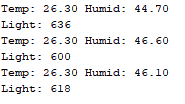 Temp: 26.30 Humid: 44.70
Light: 636
Temp: 26.30 Humid: 46.60
Light: 600
Temp: 26.30 Humid: 46.10
Light: 618